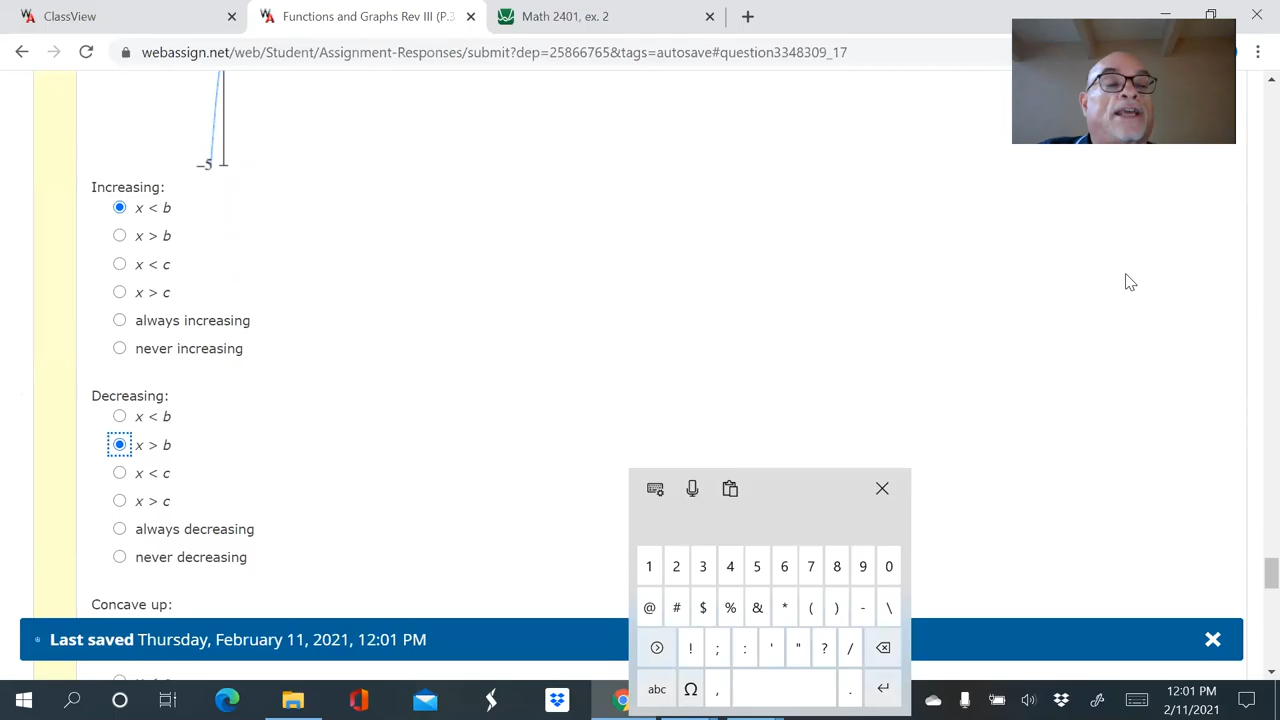 ClassView
Functions and Graphs Rev III (P.3
Math 2401, ex. 2
webassign.net/web/Student/Assignment-Responses/submit?dep=25866765&tags=autosave#question3348309_17
-5
Increasing:
x < b
x > b
x < c
x > c
always increasing
never increasing
Decreasing:
x < b
x > b
x < c
x > c
always decreasing
never decreasing
Concave up:
Last saved Thursday, February 11, 2021, 12:01 PM
1 2 3 4 5 6 7 8 9 0
@ # $ % & * ( ) - \
! ; : ' " ? /
abc Ω , .
12:01 PM
2/11/2021